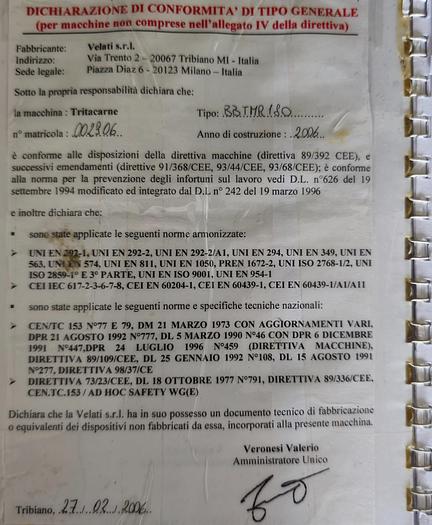 DICHIARAZIONE DI CONFORMITA' DI TIPO GENERALE
(per macchine non comprese nell'allegato IV della direttiva)
Fabbricante: Velati s.r.l.
Indirizzo: Via Trento 2 – 20067 Tribiano MI - Italia
Sede legale: Piazza Diaz 6 - 20123 Milano – Italia
Sotto la propria responsabilità dichiara che:
la macchina : Tritacarne Tipo: BBTMR180..........
n° matricola : 002906.. Anno di costruzione : ..2006...
è conforme alle disposizioni della direttiva macchine (direttiva 89/392 CEE), e
successivi emendamenti (direttive 91/368/CEE, 93/44/CEE, 93/68/CEE); è conforme
alla norma per la prevenzione degli infortuni sul lavoro vedi D.L. n°626 del 19
settembre 1994 modificato ed integrato dal D.L n° 242 del 19 marzo 1996
e inoltre dichiara che:
▪ sono state applicate le seguenti norme armonizzate:
➢ UNI EN 292-1, UNI EN 292-2, UNI EN 292-2/A1, UNI EN 294, UNI EN 349, UNI EN
563, UNI EN 574, UNI EN 811, UNI EN 1050, PREN 1672-2, UNI ISO 2768-1/2, UNI
ISO 2859-1° E 3° PARTE, UNI EN ISO 9001, UNI EN 954-1
➢ CEI IEC 617-2-3-6-7-8, CEI EN 60204-1, CEI EN 60439-1, CEI EN 60439-1/A1/A11
▪ sono state applicate le seguenti norme e specifiche tecniche nazionali:
➢ CEN/TC 153 N°77 E 79, DM 21 MARZO 1973 CON AGGIORNAMENTI VARI,
DPR 21 AGOSTO 1992 N°777, DL 5 MARZO 1990 N°46 CON DPR 6 DICEMBRE
1991 N°447,DPR 24 LUGLIO 1996 N°459 (DIRETTIVA MACCHINE),
DIRETTIVA 89/109/CEE, DL 25 GENNAIO 1992 N°108, DL 15 AGOSTO 1991
N°277, DIRETTIVA 98/37/CE
➢ DIRETTIVA 73/23/CEE, DL 18 OTTOBRE 1977 N°791, DIRETTIVA 89/336/CEE,
CEN.TC.153 / AD HOC SAFETY WG(E)
Dichiara che la Velati s.r.l. ha in suo possesso un documento tecnico di fabbricazione
o equivalenti dei dispositivi non fabbricati da essa, incorporati alla presente macchina.
Veronesi Valerio
Amministratore Unico
Tribiano, .27../..02../..2006..